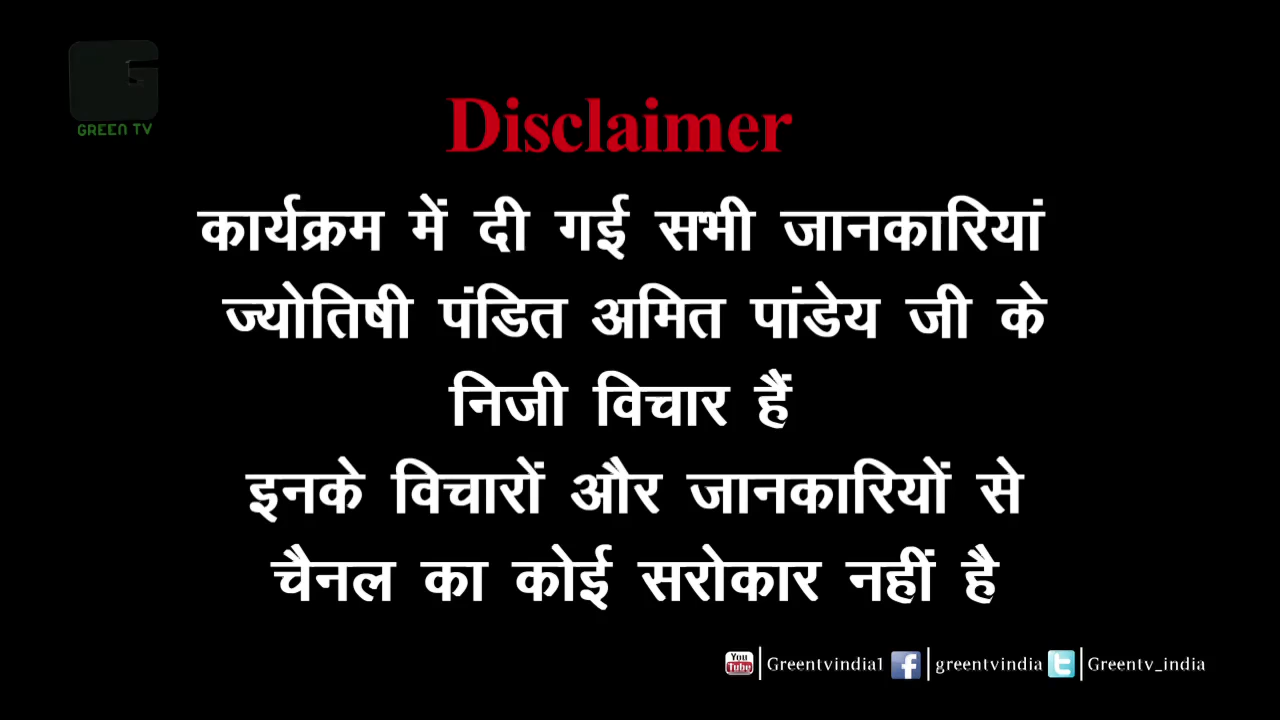 GREEN TV
Disclaimer
कार्यक्रम में दी गई सभी जानकारियां
ज्योतिषी पंडित अमित पांडेय जी के
निजी विचार हैं
इनके विचारों और जानकारियों से
चैनल का कोई सरोकार नहीं है
You Tube Greentvindia1 f greentvindia t Greentv_india